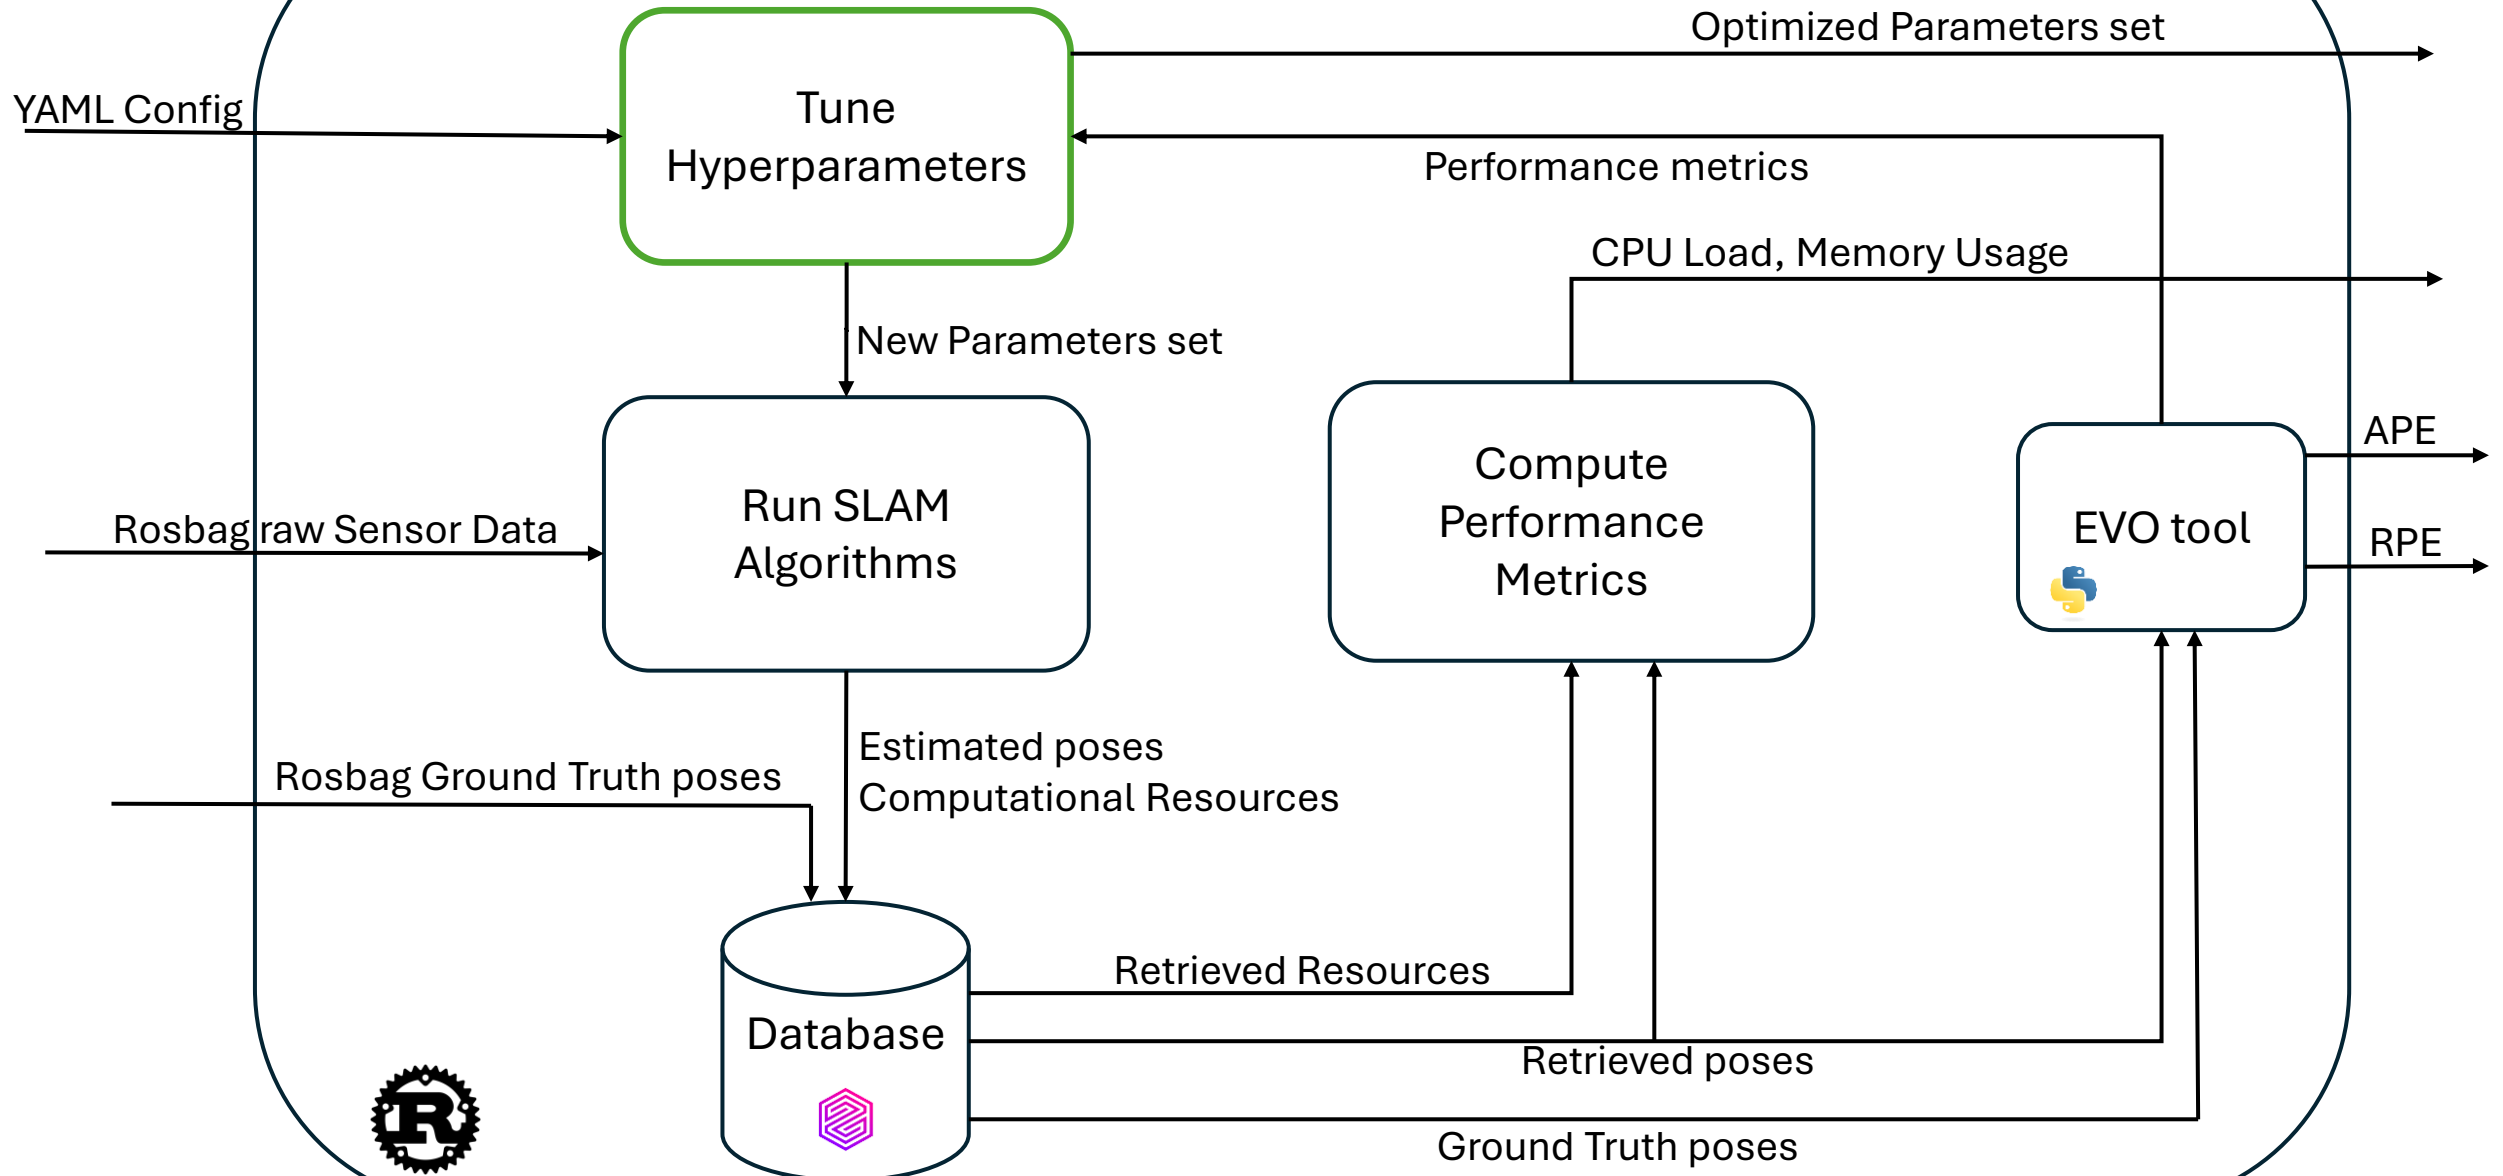 Optimized Parameters set
YAML Config
Tune
Hyperparameters
Performance metrics
CPU Load, Memory Usage
New Parameters set
APE
Compute
Performance
Metrics
Run SLAM
Algorithms
Rosbag raw Sensor Data
EVO tool
RPE
Estimated poses
Computational Resources
Rosbag Ground Truth poses
Retrieved Resources
Database
Retrieved poses
Ground Truth poses
R